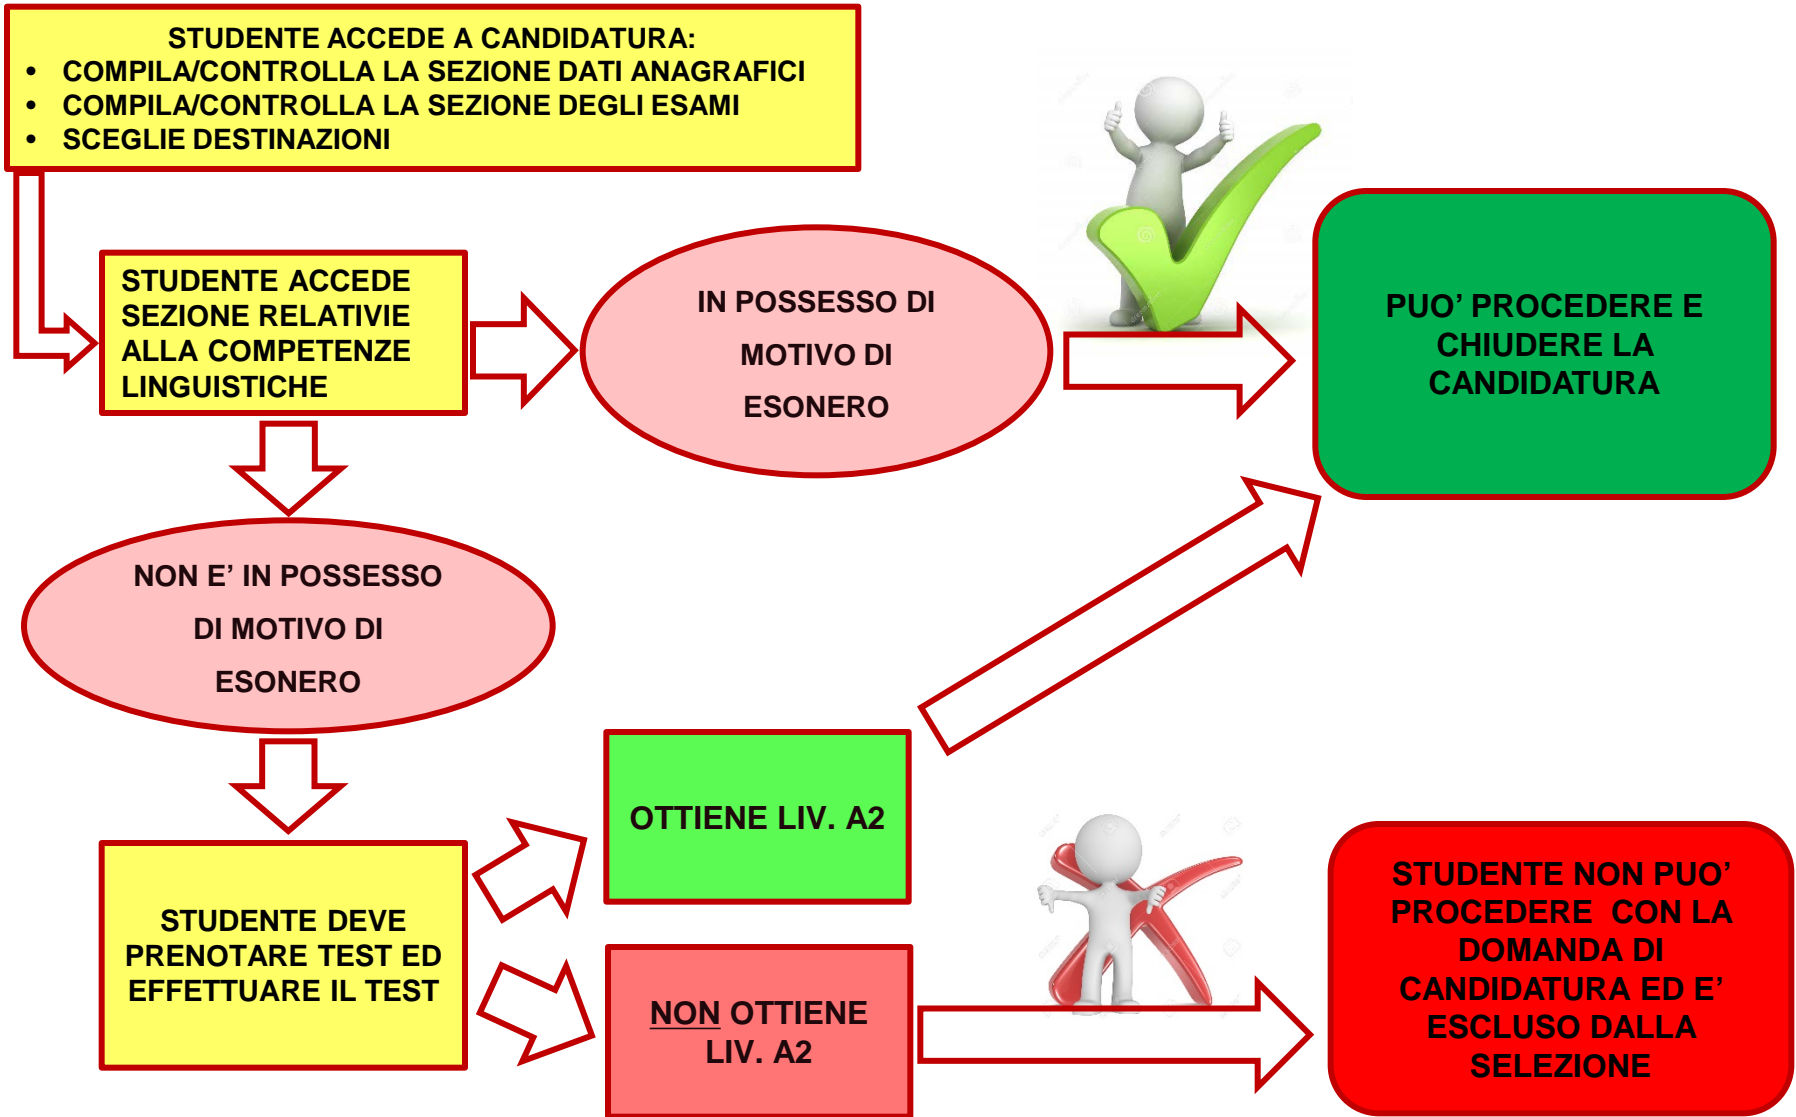 STUDENTE ACCEDE A CANDIDATURA:
• COMPILA/CONTROLLA LA SEZIONE DATI ANAGRAFICI
• COMPILA/CONTROLLA LA SEZIONE DEGLI ESAMI
• SCEGLIE DESTINAZIONI
STUDENTE ACCEDE
SEZIONE RELATIVIE
ALLA COMPETENZE
LINGUISTICHE
IN POSSESSO DI
MOTIVO DI
ESONERO
PUO’ PROCEDERE E
CHIUDERE LA
CANDIDATURA
NON E’ IN POSSESSO
DI MOTIVO DI
ESONERO
STUDENTE DEVE
PRENOTARE TEST ED
EFFETTUARE IL TEST
OTTIENE LIV. A2
NON OTTIENE
LIV. A2
STUDENTE NON PUO’
PROCEDERE CON LA
DOMANDA DI
CANDIDATURA ED E’
ESCLUSO DALLA
SELEZIONE